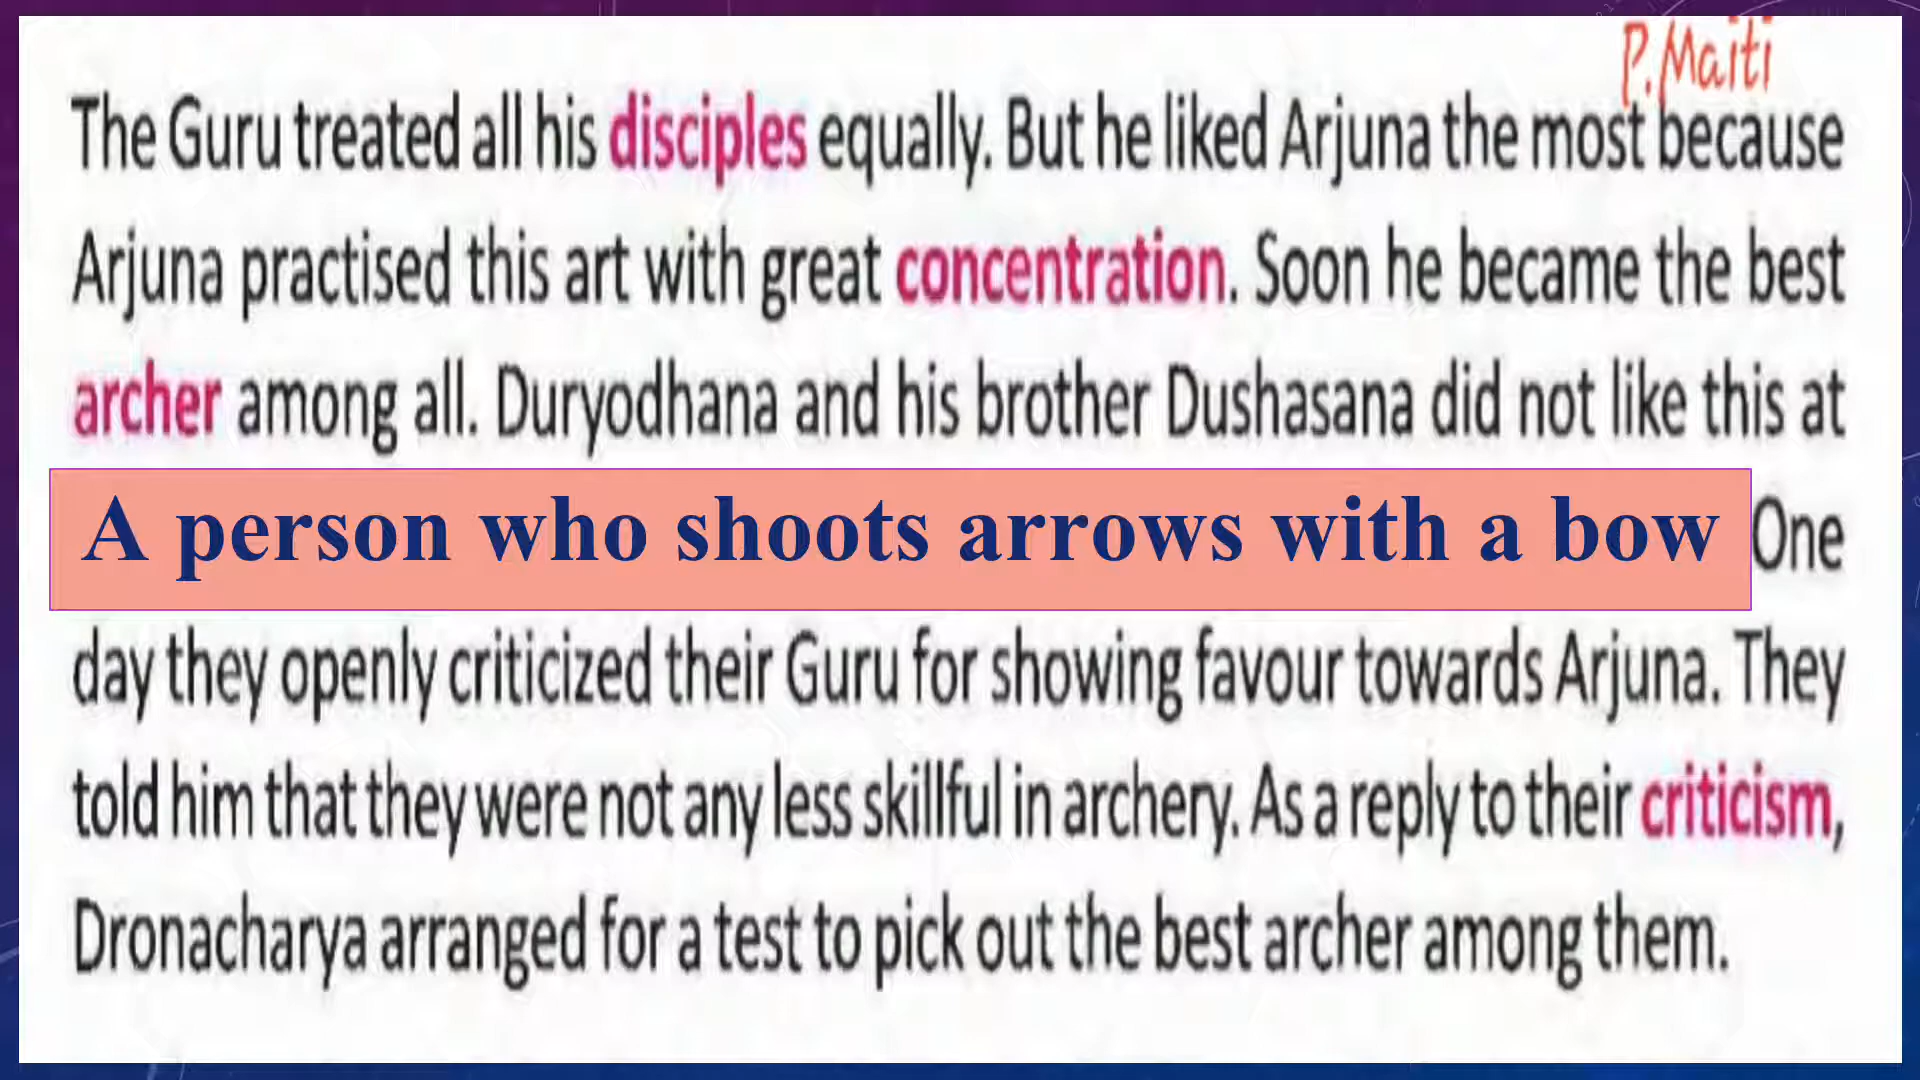 P.Maiti
The Guru treated all his disciples equally. But he liked Arjuna the most because
Arjuna practised this art with great concentration. Soon he became the best
archer among all. Duryodhana and his brother Dushasana did not like this at
A person who shoots arrows with a bow One
day they openly criticized their Guru for showing favour towards Arjuna. They
told him that they were not any less skillful in archery. As a reply to their criticism,
Dronacharya arranged for a test to pick out the best archer among them.